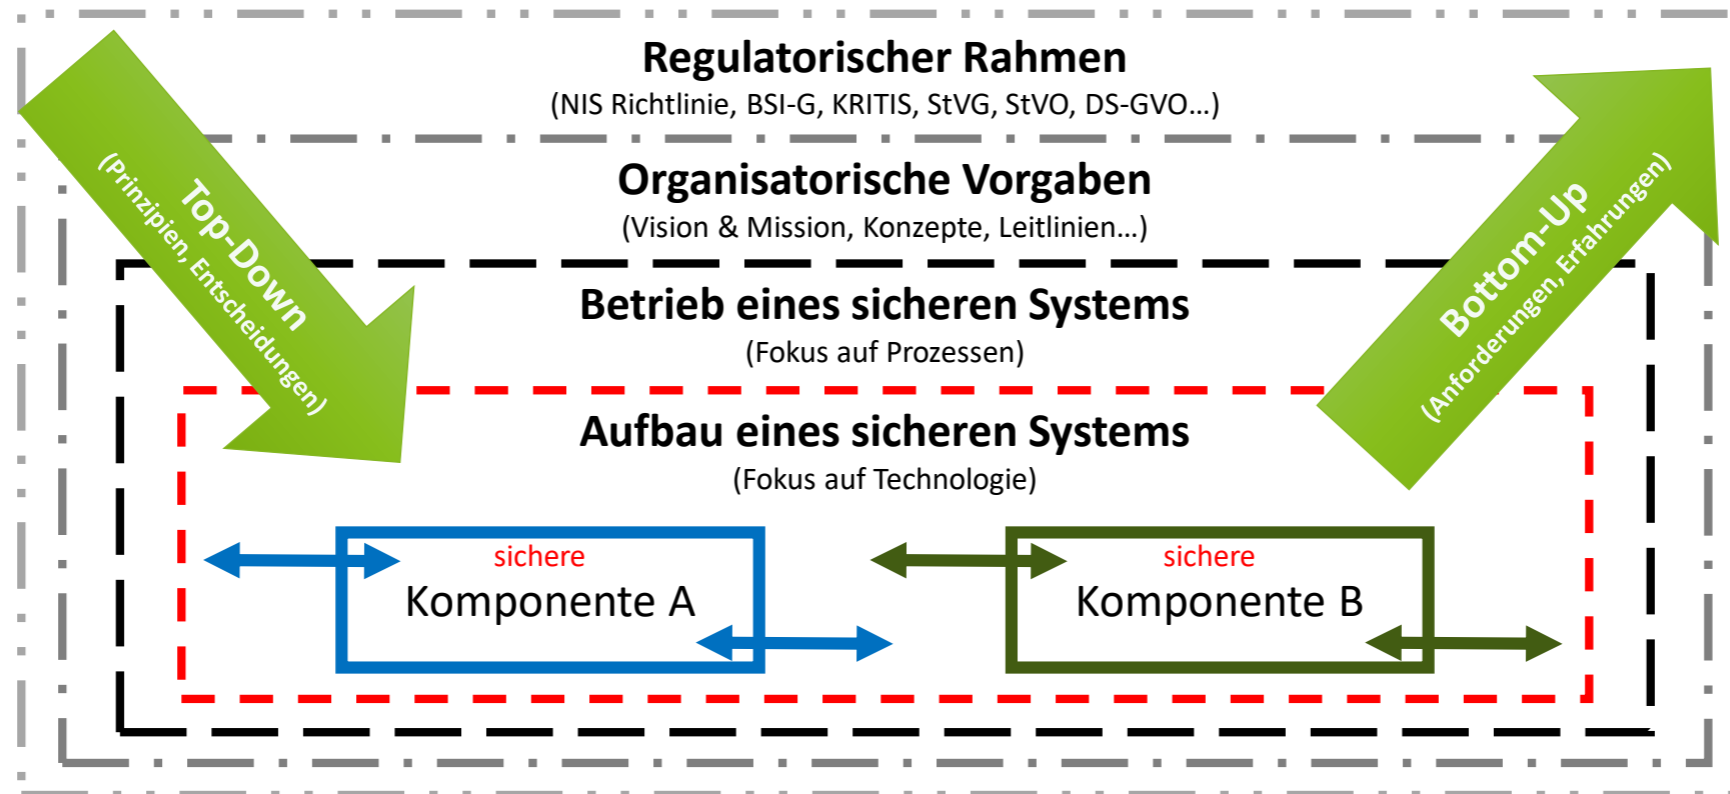 Regulatorischer Rahmen
(NIS Richtlinie, BSI-G, KRITIS, StVG, StVO, DS-GVO...)
Organisatorische Vorgaben
(Vision & Mission, Konzepte, Leitlinien...)
Top-Down
(Prinzipien, Entscheidungen)
Bottom-Up
(Anforderungen, Erfahrungen)
Betrieb eines sicheren Systems
(Fokus auf Prozessen)
Aufbau eines sicheren Systems
(Fokus auf Technologie)
sichere
Komponente A
sichere
Komponente B